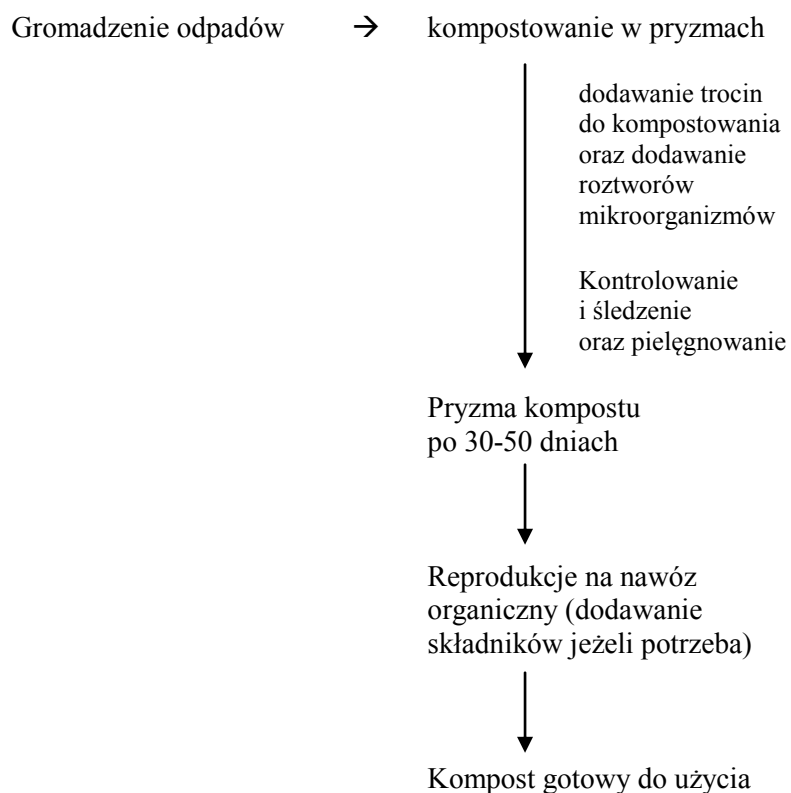 Gromadzenie odpadów → kompostowanie w pryzmach
dodawanie trocin
do kompostowania
oraz dodawanie
roztworów
mikroorganizmów
Kontrolowanie
i śledzenie
oraz pielęgnowanie
Pryzma kompostu
po 30-50 dniach
Reprodukcje na nawóz
organiczny (dodawanie
składników jeżeli potrzeba)
Kompost gotowy do użycia